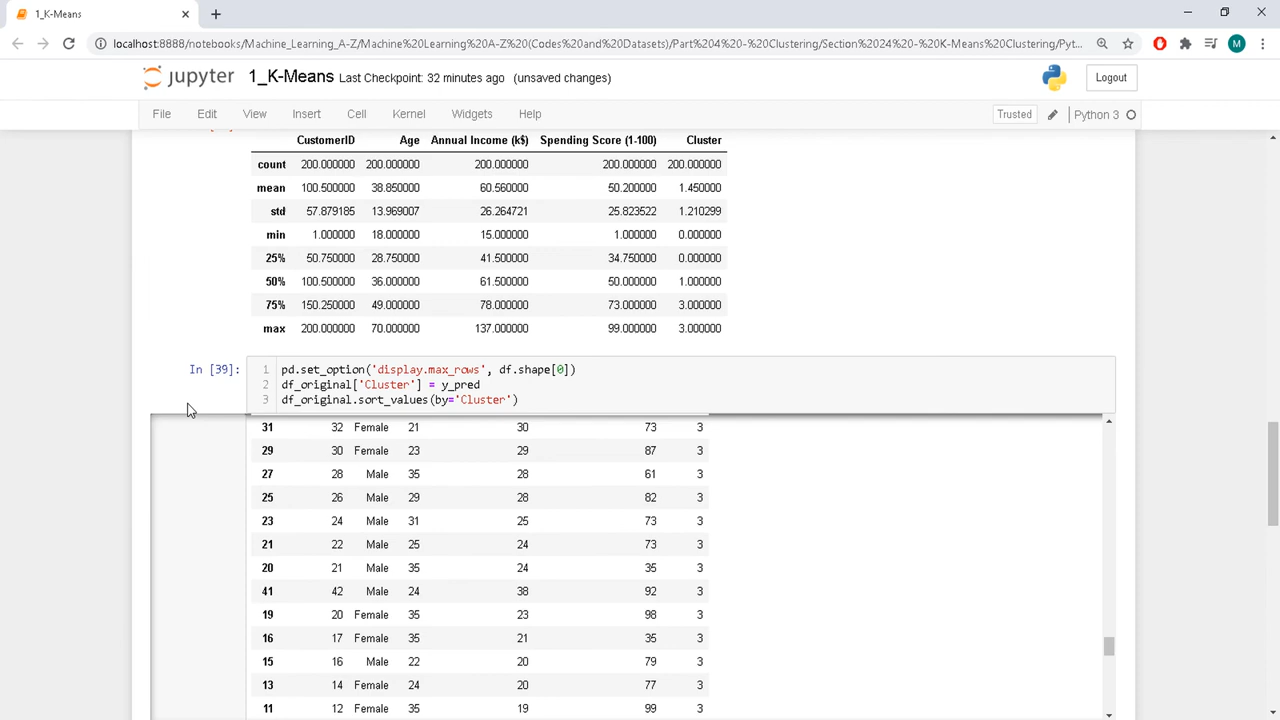 1_K-Means
localhost:8888/notebooks/Machine_Learning_A-Z/Machine%20Learning%20A-Z%20(Codes%20and%20Datasets)/Part%204%20-%20Clustering/Section%2024%20-%20K-Means%20Clustering/Pyt...
M
jupyter 1_K-Means Last Checkpoint: 32 minutes ago (unsaved changes) Logout
File Edit View Insert Cell Kernel Widgets Help Trusted Python 3
CustomerID Age Annual Income (k$) Spending Score (1-100) Cluster
count 200.000000 200.000000 200.000000 200.000000 200.000000
mean 100.500000 38.850000 60.560000 50.200000 1.450000
std 57.879185 13.969007 26.264721 25.823522 1.210299
min 1.000000 18.000000 15.000000 1.000000 0.000000
25% 50.750000 28.750000 41.500000 34.750000 0.000000
50% 100.500000 36.000000 61.500000 50.000000 1.000000
75% 150.250000 49.000000 78.000000 73.000000 3.000000
max 200.000000 70.000000 137.000000 99.000000 3.000000
In [39]: 1 pd.set_option('display.max_rows', df.shape[0])
2 df_original['Cluster'] = y_pred
3 df_original.sort_values(by='Cluster')
31 32 Female 21 30 73 3
29 30 Female 23 29 87 3
27 28 Male 35 28 61 3
25 26 Male 29 28 82 3
23 24 Male 31 25 73 3
21 22 Male 25 24 73 3
20 21 Male 35 24 35 3
41 42 Male 24 38 92 3
19 20 Female 35 23 98 3
16 17 Female 35 21 35 3
15 16 Male 22 20 79 3
13 14 Female 24 20 77 3
11 12 Female 35 19 99 3